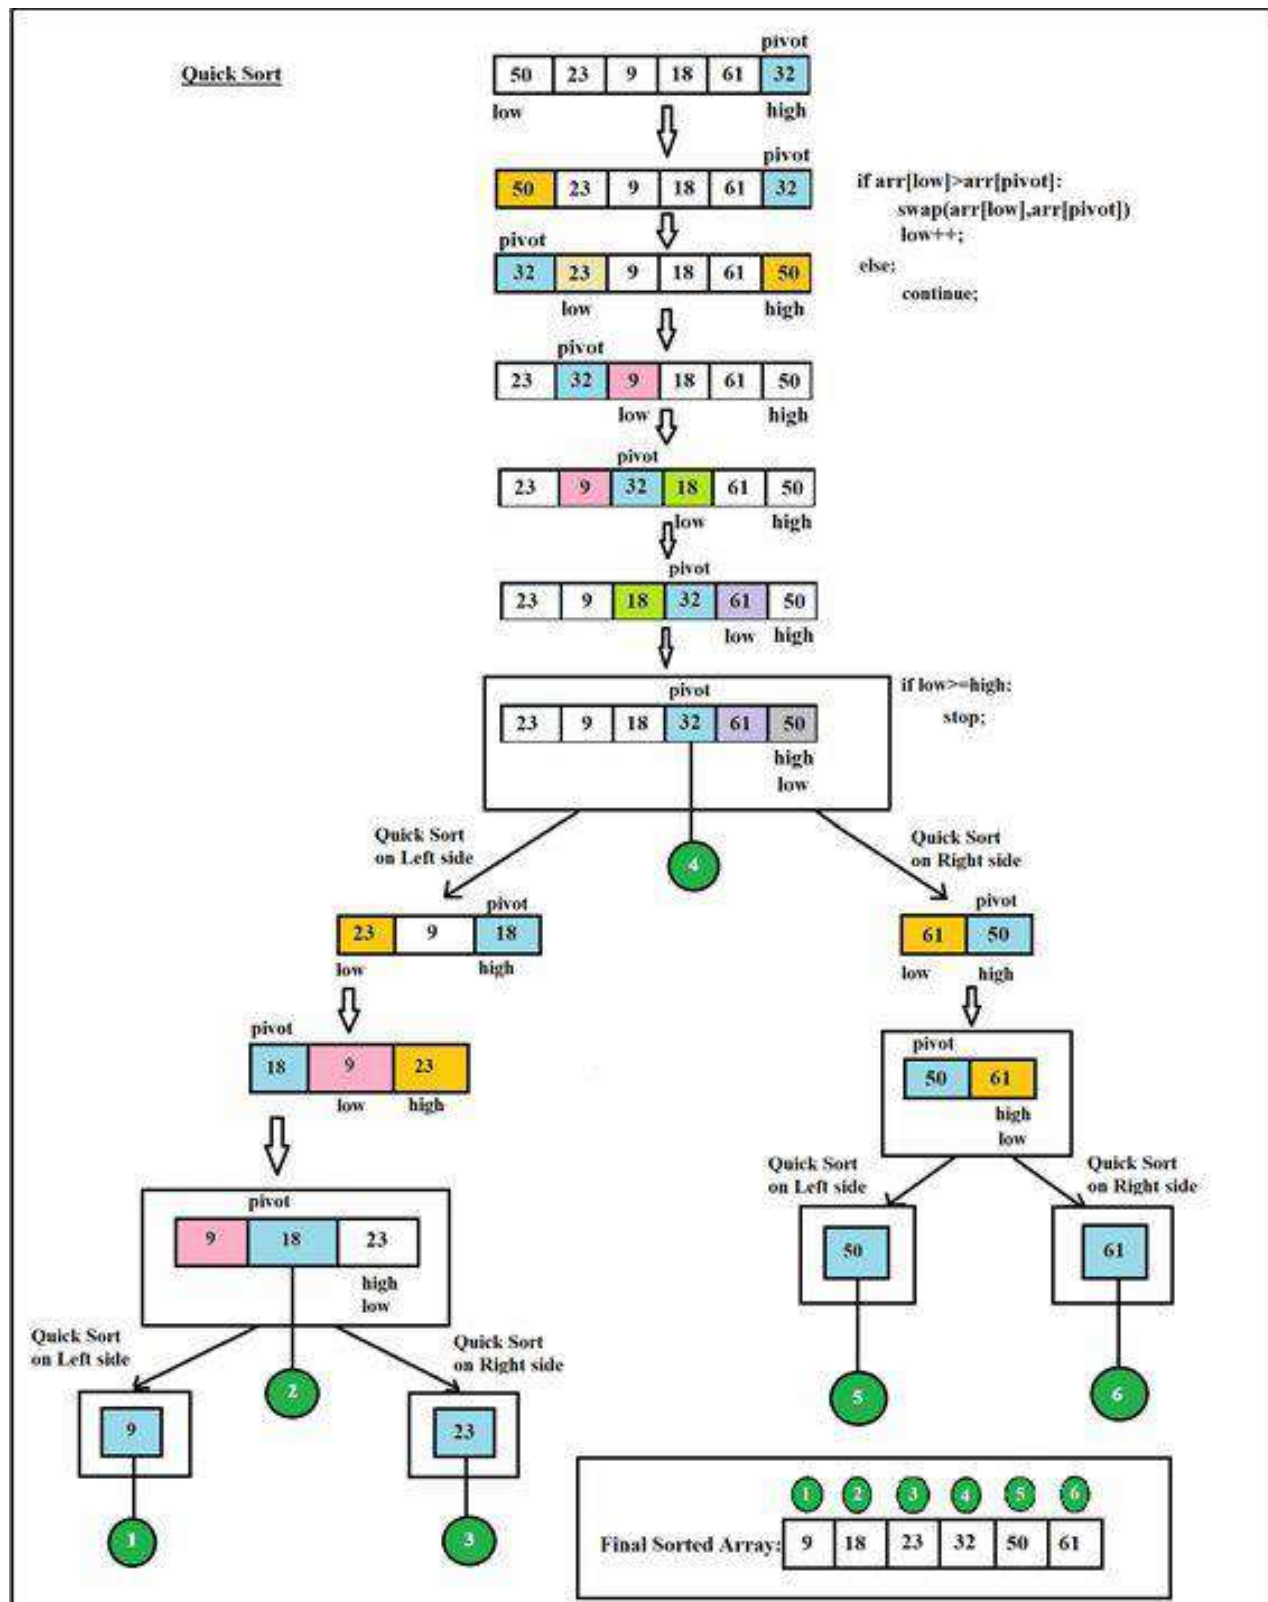 Quick Sort
pivot
50 23 9 18 61 32
low high
pivot
50 23 9 18 61 32
if arr[low]>arr[pivot]:
swap(arr[low],arr[pivot])
low++;
else;
continue;
pivot
32 23 9 18 61 50
low high
pivot
23 32 9 18 61 50
low high
pivot
23 9 32 18 61 50
low high
pivot
23 9 18 32 61 50
low high
if low>=high:
stop;
pivot
23 9 18 32 61 50
high
low
Quick Sort
on Left side
4
Quick Sort
on Right side
pivot
23 9 18
low high
pivot
61 50
low high
pivot
18 9 23
low high
pivot
50 61
high
low
Quick Sort
on Left side
Quick Sort
on Right side
pivot
9 18 23
high
low
50
61
Quick Sort
on Left side
Quick Sort
on Right side
2
5
6
9
23
1
3
1 2 3 4 5 6
Final Sorted Array: 9 18 23 32 50 61